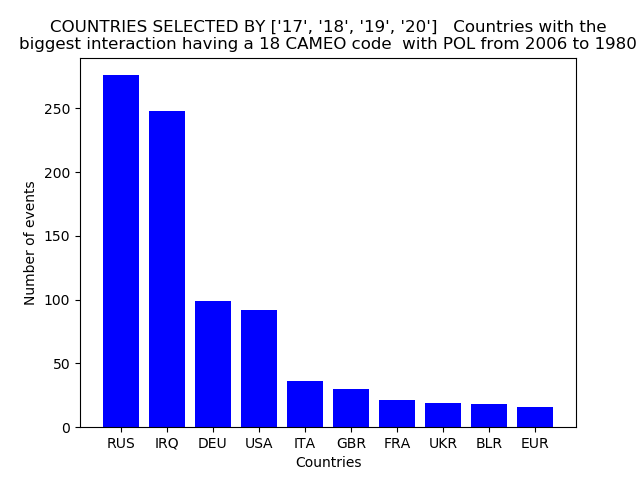 COUNTRIES SELECTED BY ['17', '18', '19', '20']   Countries with the
biggest interaction having a 18 CAMEO code  with POL from 2006 to 1980
250
200
150
100
50
0
Number of events
RUS IRQ DEU USA ITA GBR FRA UKR BLR EUR
Countries